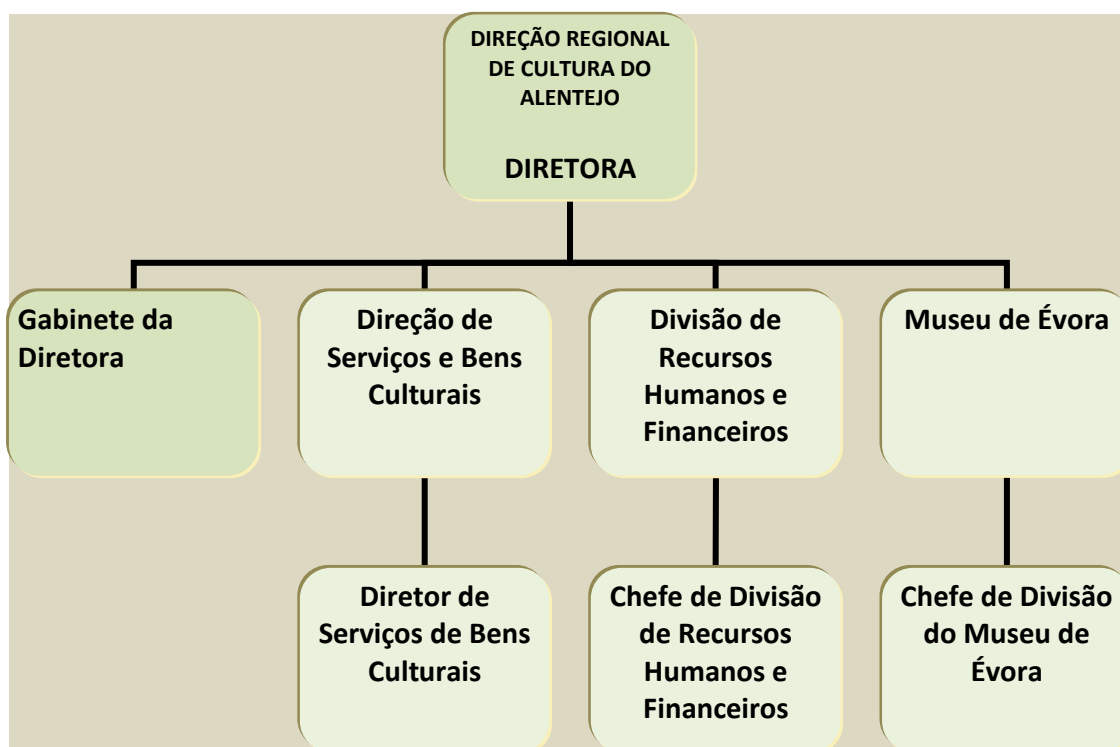 DIREÇÃO REGIONAL
DE CULTURA DO
ALENTEJO
DIRETORA
Gabinete da
Diretora
Direção de
Serviços e Bens
Culturais
Divisão de
Recursos
Humanos e
Financeiros
Museu de Évora
Diretor de
Serviços de Bens
Culturais
Chefe de Divisão
de Recursos
Humanos e
Financeiros
Chefe de Divisão
do Museu de
Évora